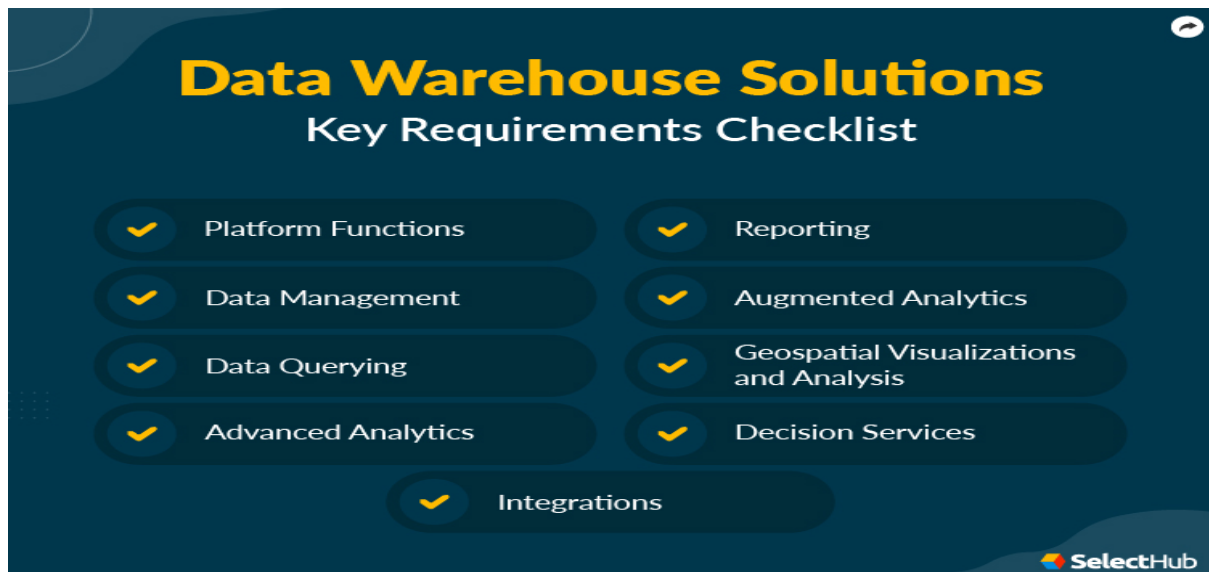 Data Warehouse Solutions
Key Requirements Checklist
Platform Functions
Reporting
Data Management
Augmented Analytics
Data Querying
Geospatial Visualizations
and Analysis
Advanced Analytics
Decision Services
Integrations
SelectHub